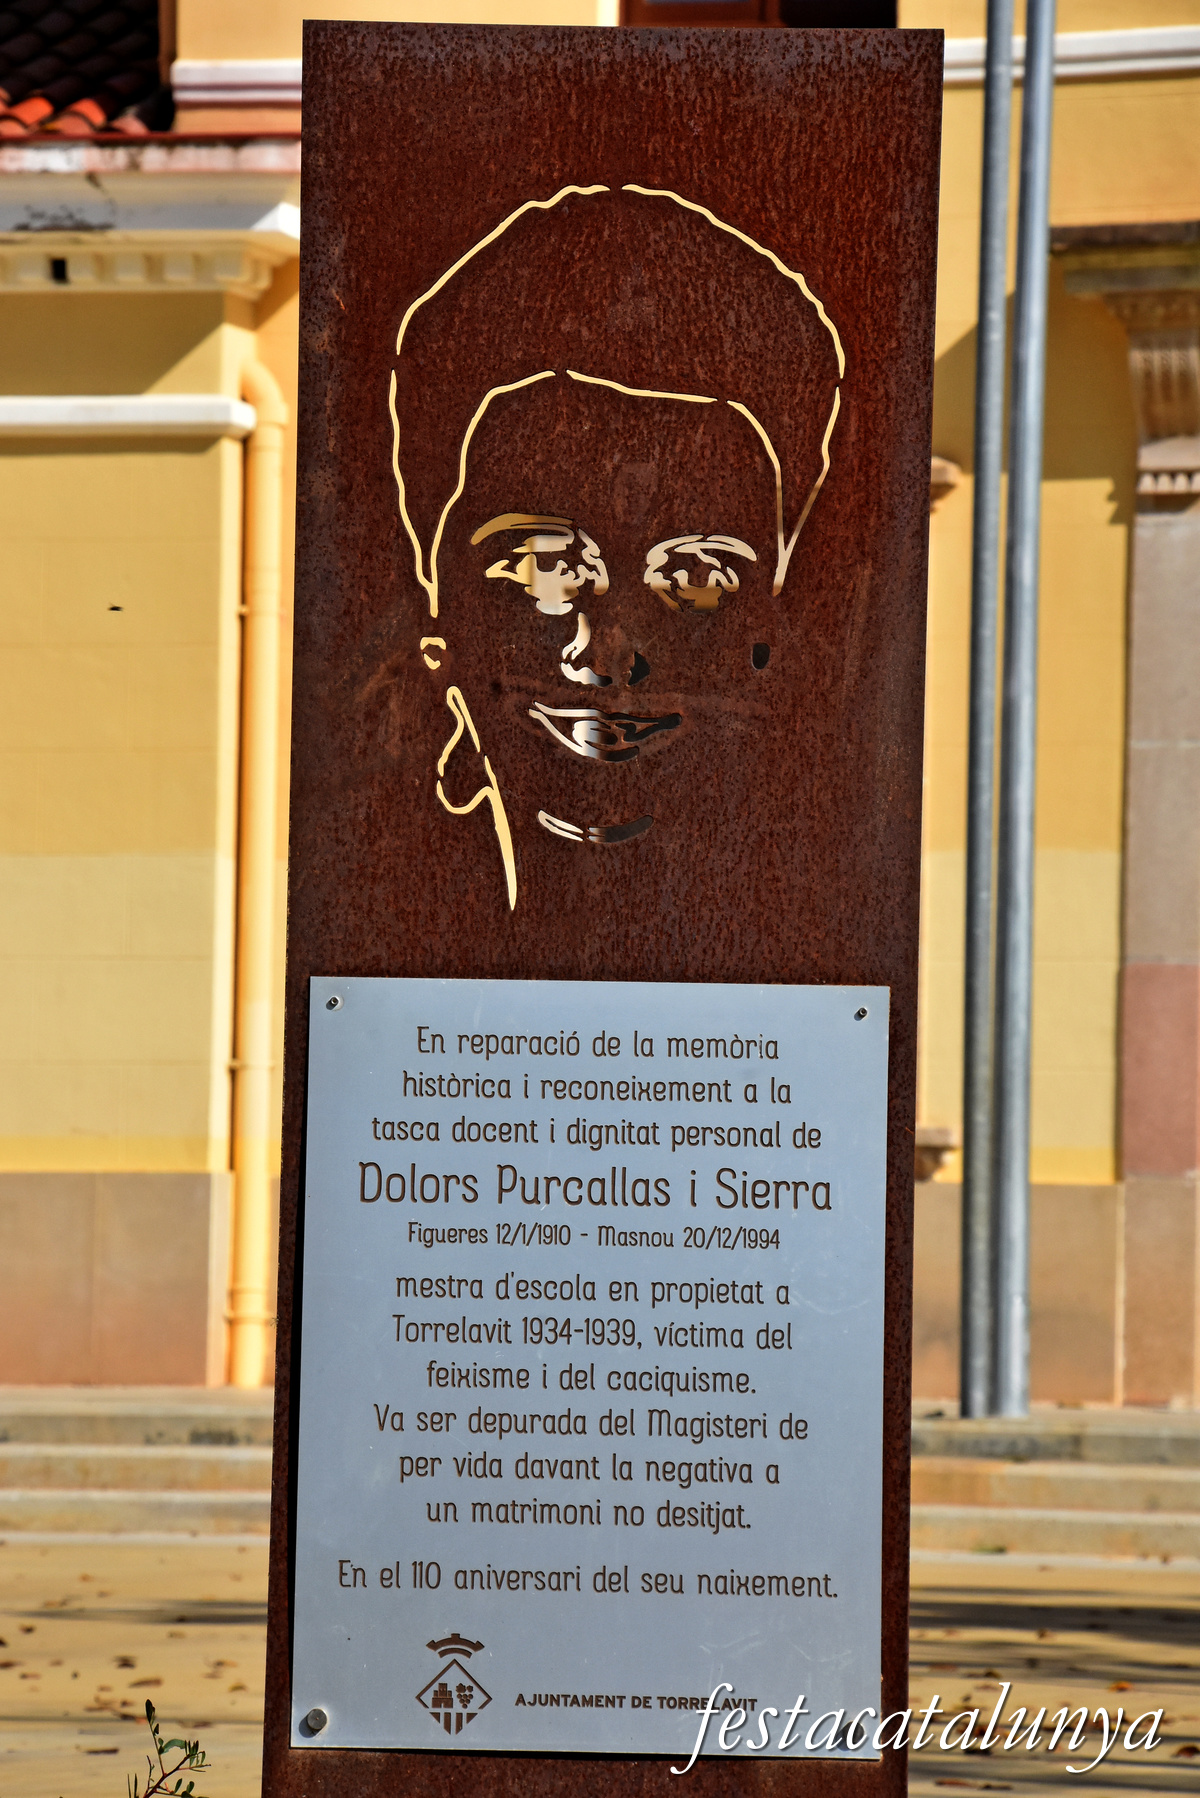 En reparació de la memòria
històrica i reconeixement a la
tasca docent i dignitat personal de
Dolors Purcallas i Sierra
Figueres 12/1/1910 - Masnou 20/12/1994
mestra d'escola en propietat a
Torrelavit 1934-1939, víctima del
feixisme i del caciquisme.
Va ser depurada del Magisteri de
per vida davant la negativa a
un matrimoni no desitjat.
En el 110 aniversari del seu naixement.
AJUNTAMENT DE TORRELAVIT
festacatalunya